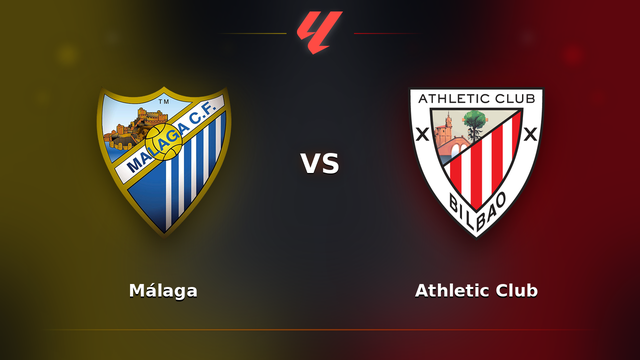 TM
MALAGA C.F.
ATHLETIC CLUB
X X
BILBAO
VS
Málaga
Athletic Club